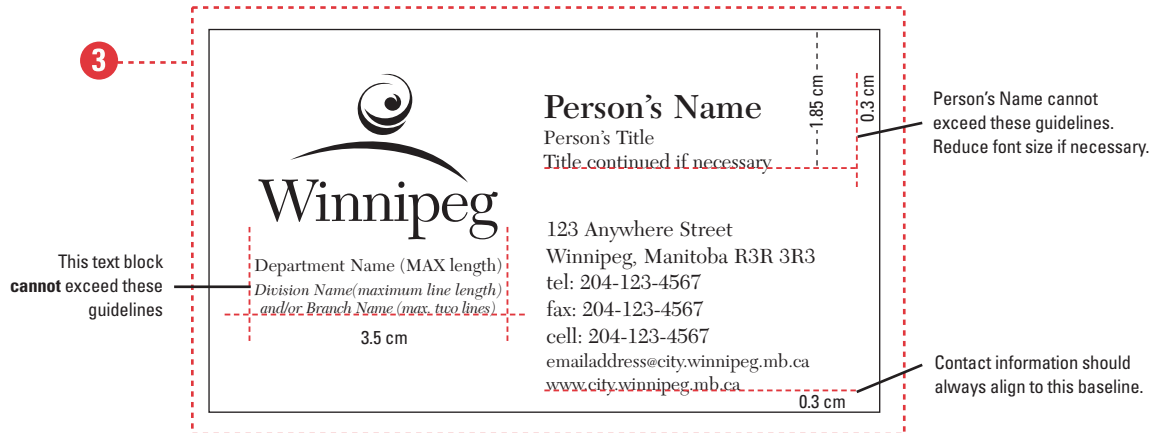 3
Winnipeg
Department Name (MAX length)
Division Name(maximum line length)
and/or Branch Name (max. two lines)
3.5 cm
This text block
cannot exceed these
guidelines
Person's Name
Person's Title
Title continued if necessary
1.85 cm
0.3 cm
Person's Name cannot
exceed these guidelines.
Reduce font size if necessary.
123 Anywhere Street
Winnipeg, Manitoba R3R 3R3
tel: 204-123-4567
fax: 204-123-4567
cell: 204-123-4567
emailaddress@city.winnipeg.mb.ca
www.city.winnipeg.mb.ca
0.3 cm
Contact information should
always align to this baseline.